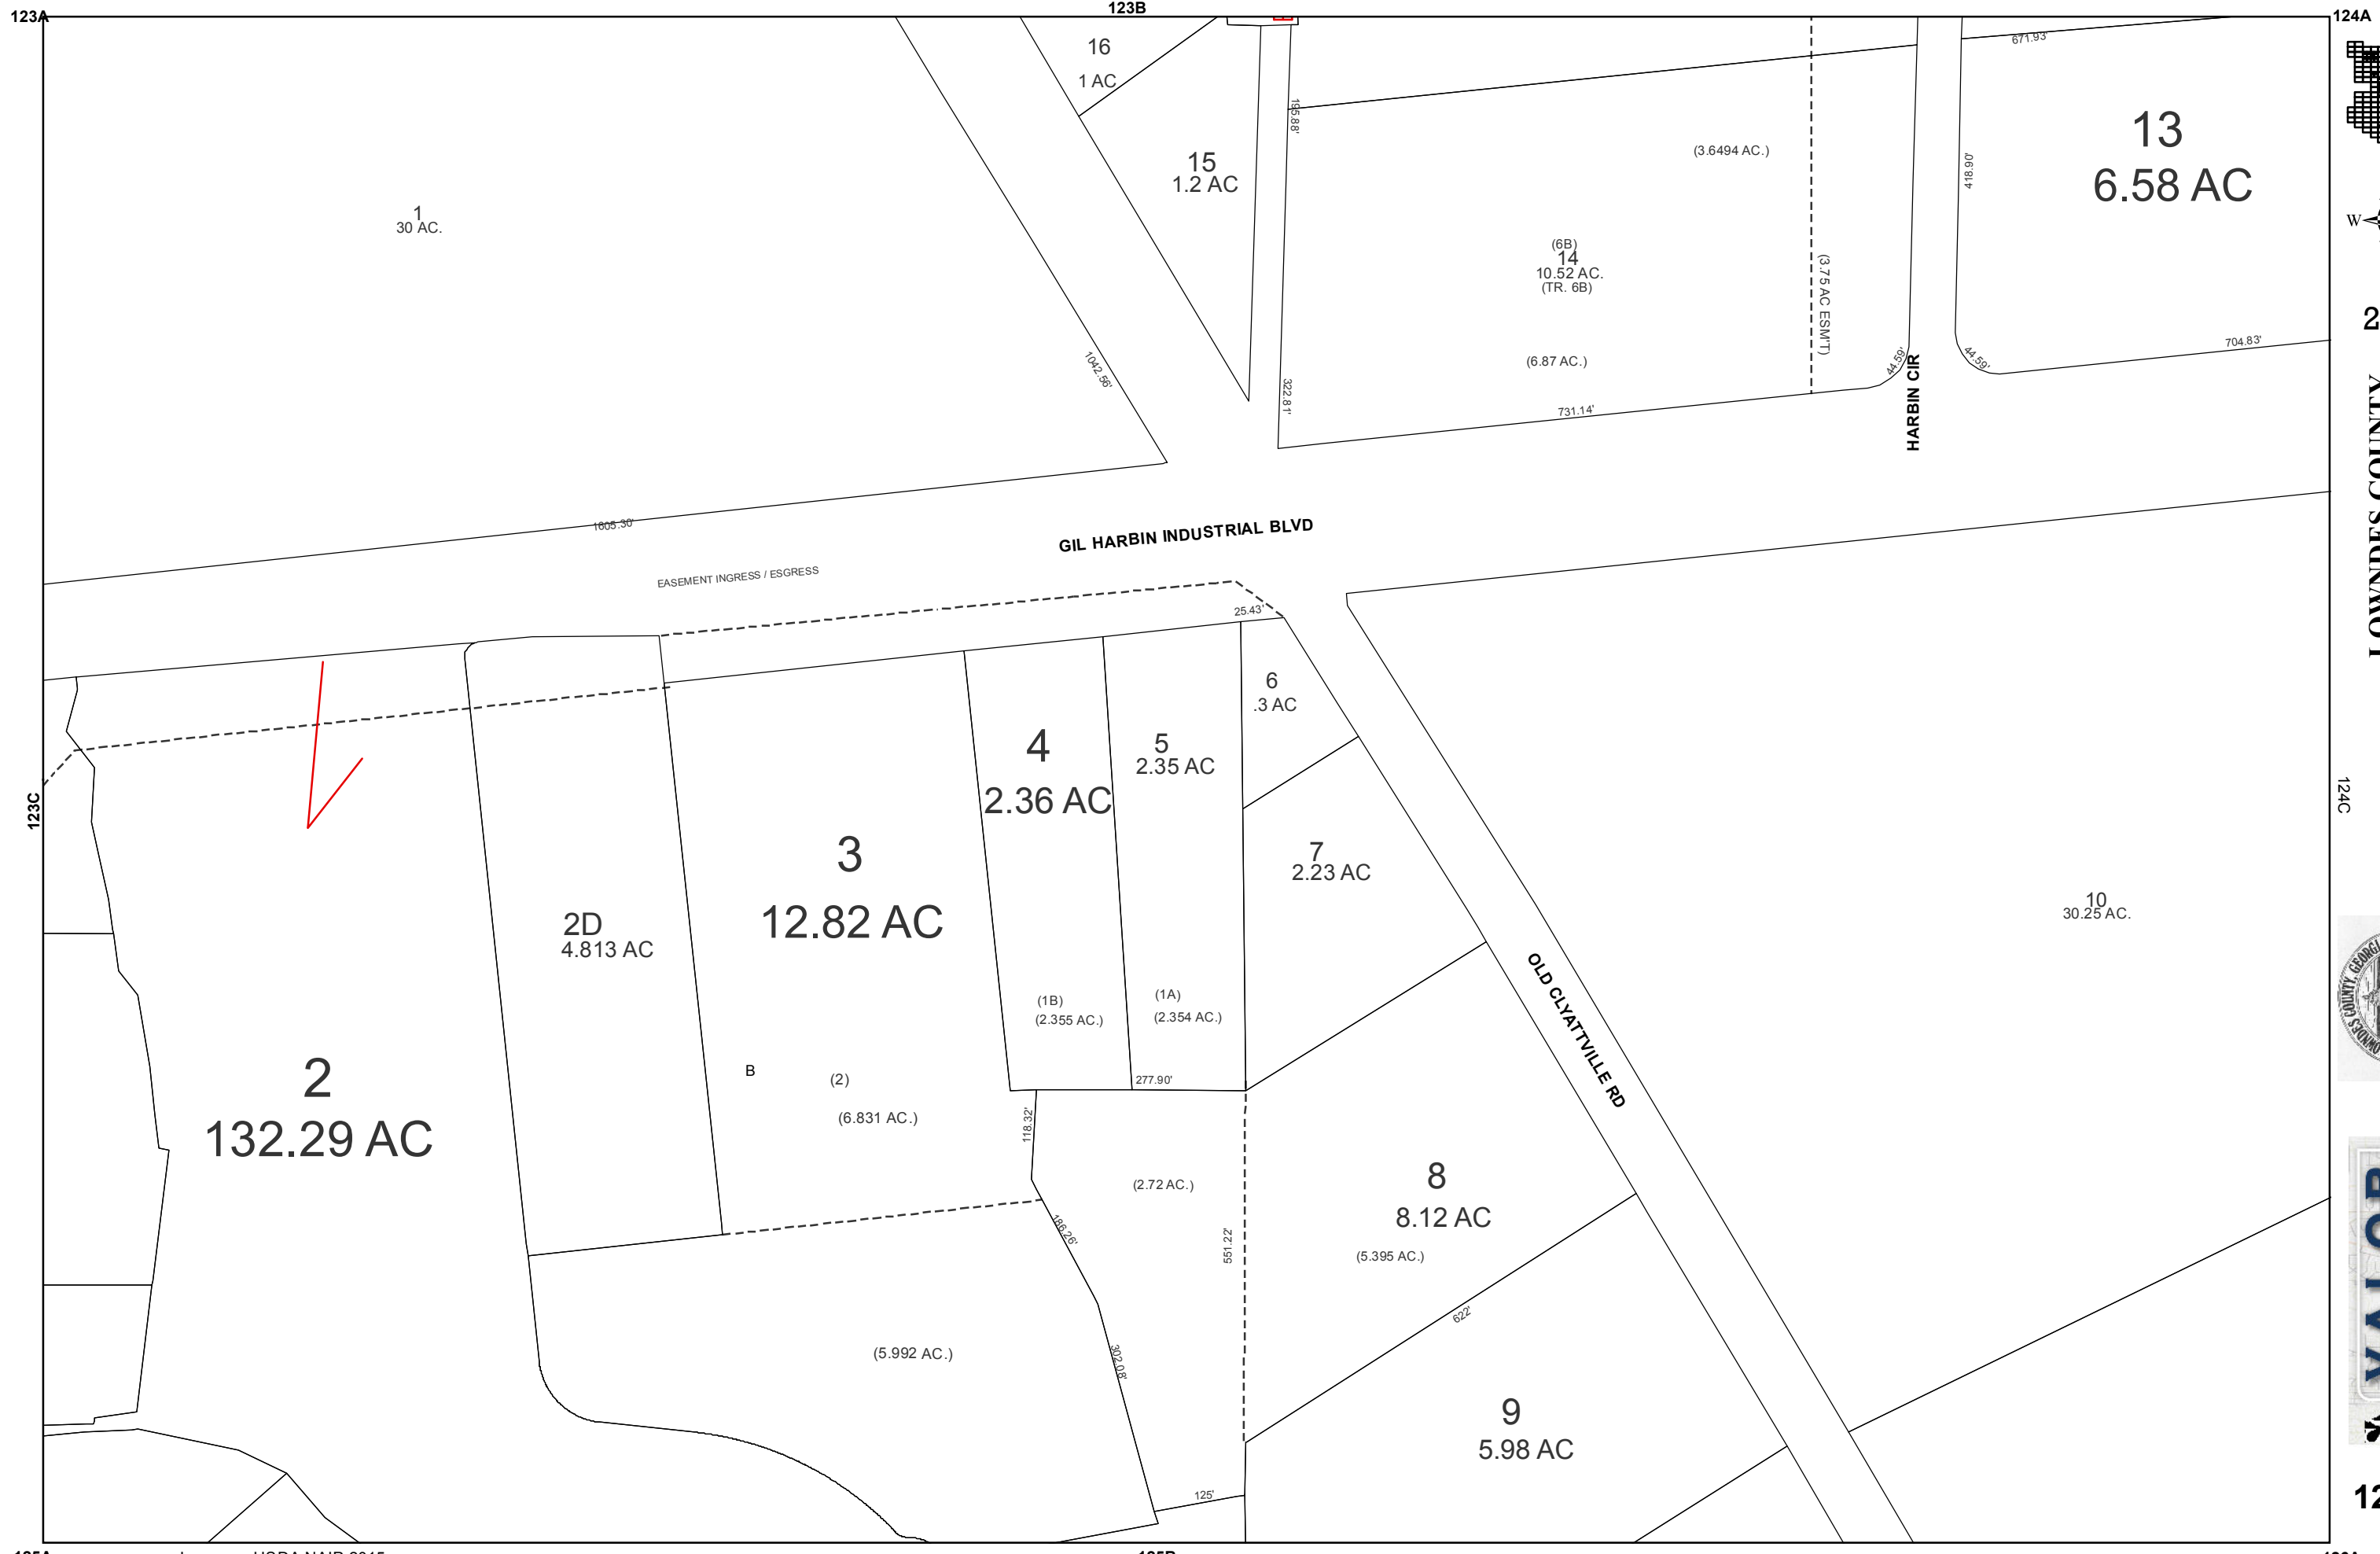 123A
123B
124A
16
1 AC
671.93'
195.88'
13
6.58 AC
15
1.2 AC
(3.6494 AC.)
418.90'
1
30 AC.
W
(6B)
14
10.52 AC.
(TR. 6B)
(3.75 AC ESM'T)
2
1042.56'
(6.87 AC.)
44.59'
HARBIN CIR
44.59'
704.83'
322.81'
731.14'
LOWNDES COUNTY
1605.30'
GIL HARBIN INDUSTRIAL BLVD
EASEMENT INGRESS / ESGRESS
25.43'
6
.3 AC
4
2.36 AC
5
2.35 AC
123C
124C
3
12.82 AC
7
2.23 AC
10
30.25 AC.
2D
4.813 AC
(1B)
(2.355 AC.)
(1A)
(2.354 AC.)
OLD CLYATTVILLE RD
2
132.29 AC
B
(2)
(6.831 AC.)
277.90'
118.32'
(2.72 AC.)
8
8.12 AC
(5.395 AC.)
186.26'
551.22'
622'
(5.992 AC.)
302.08'
9
5.98 AC
125'
12